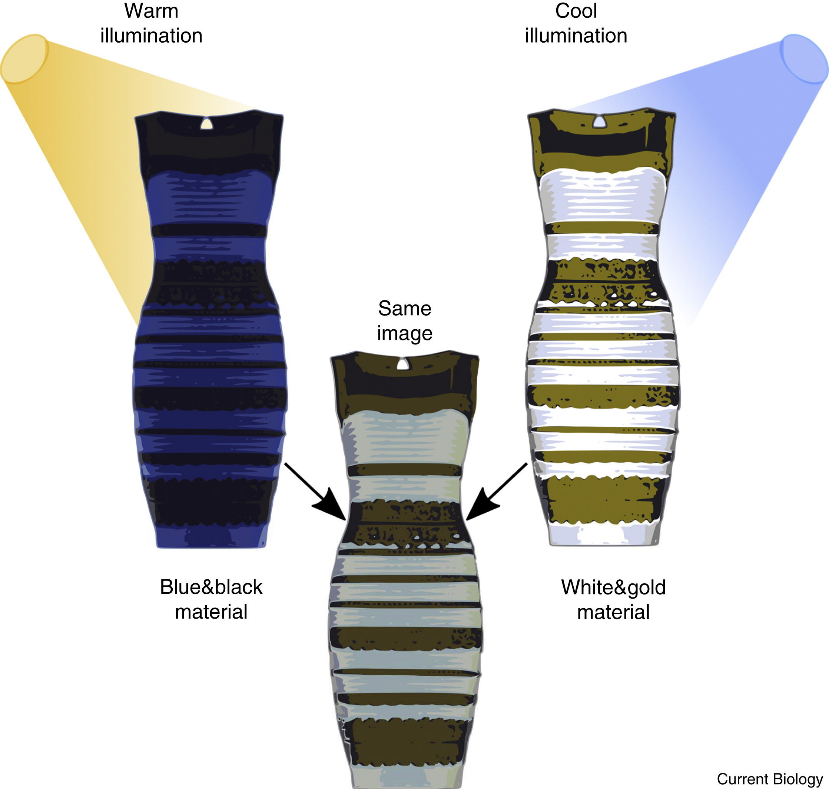 Warm
illumination
Cool
illumination
Same
image
Blue&black
material
White&gold
material
Current Biology